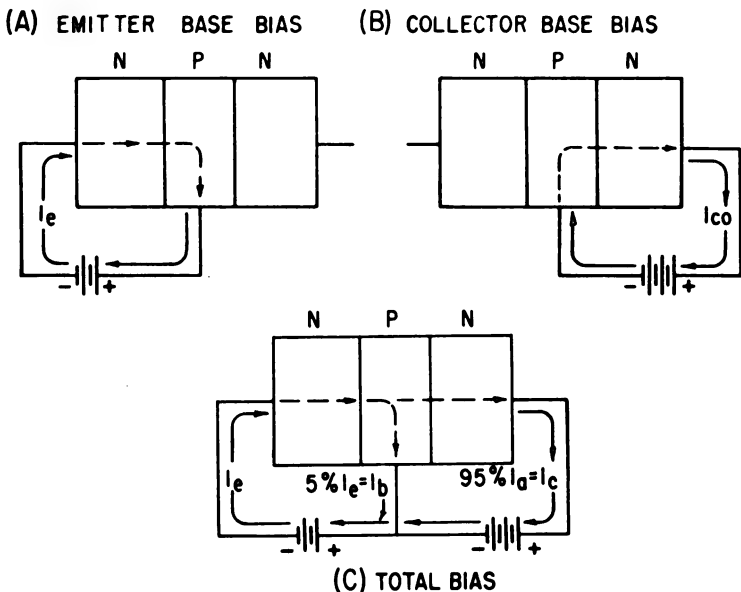 (A) EMITTER BASE BIAS
(B) COLLECTOR BASE BIAS
N P N
N P N
Ie
Ico
- +
- +
N P N
Ie
5% Ie=Ib
95% Ia=Ic
- +
- +
(C) TOTAL BIAS